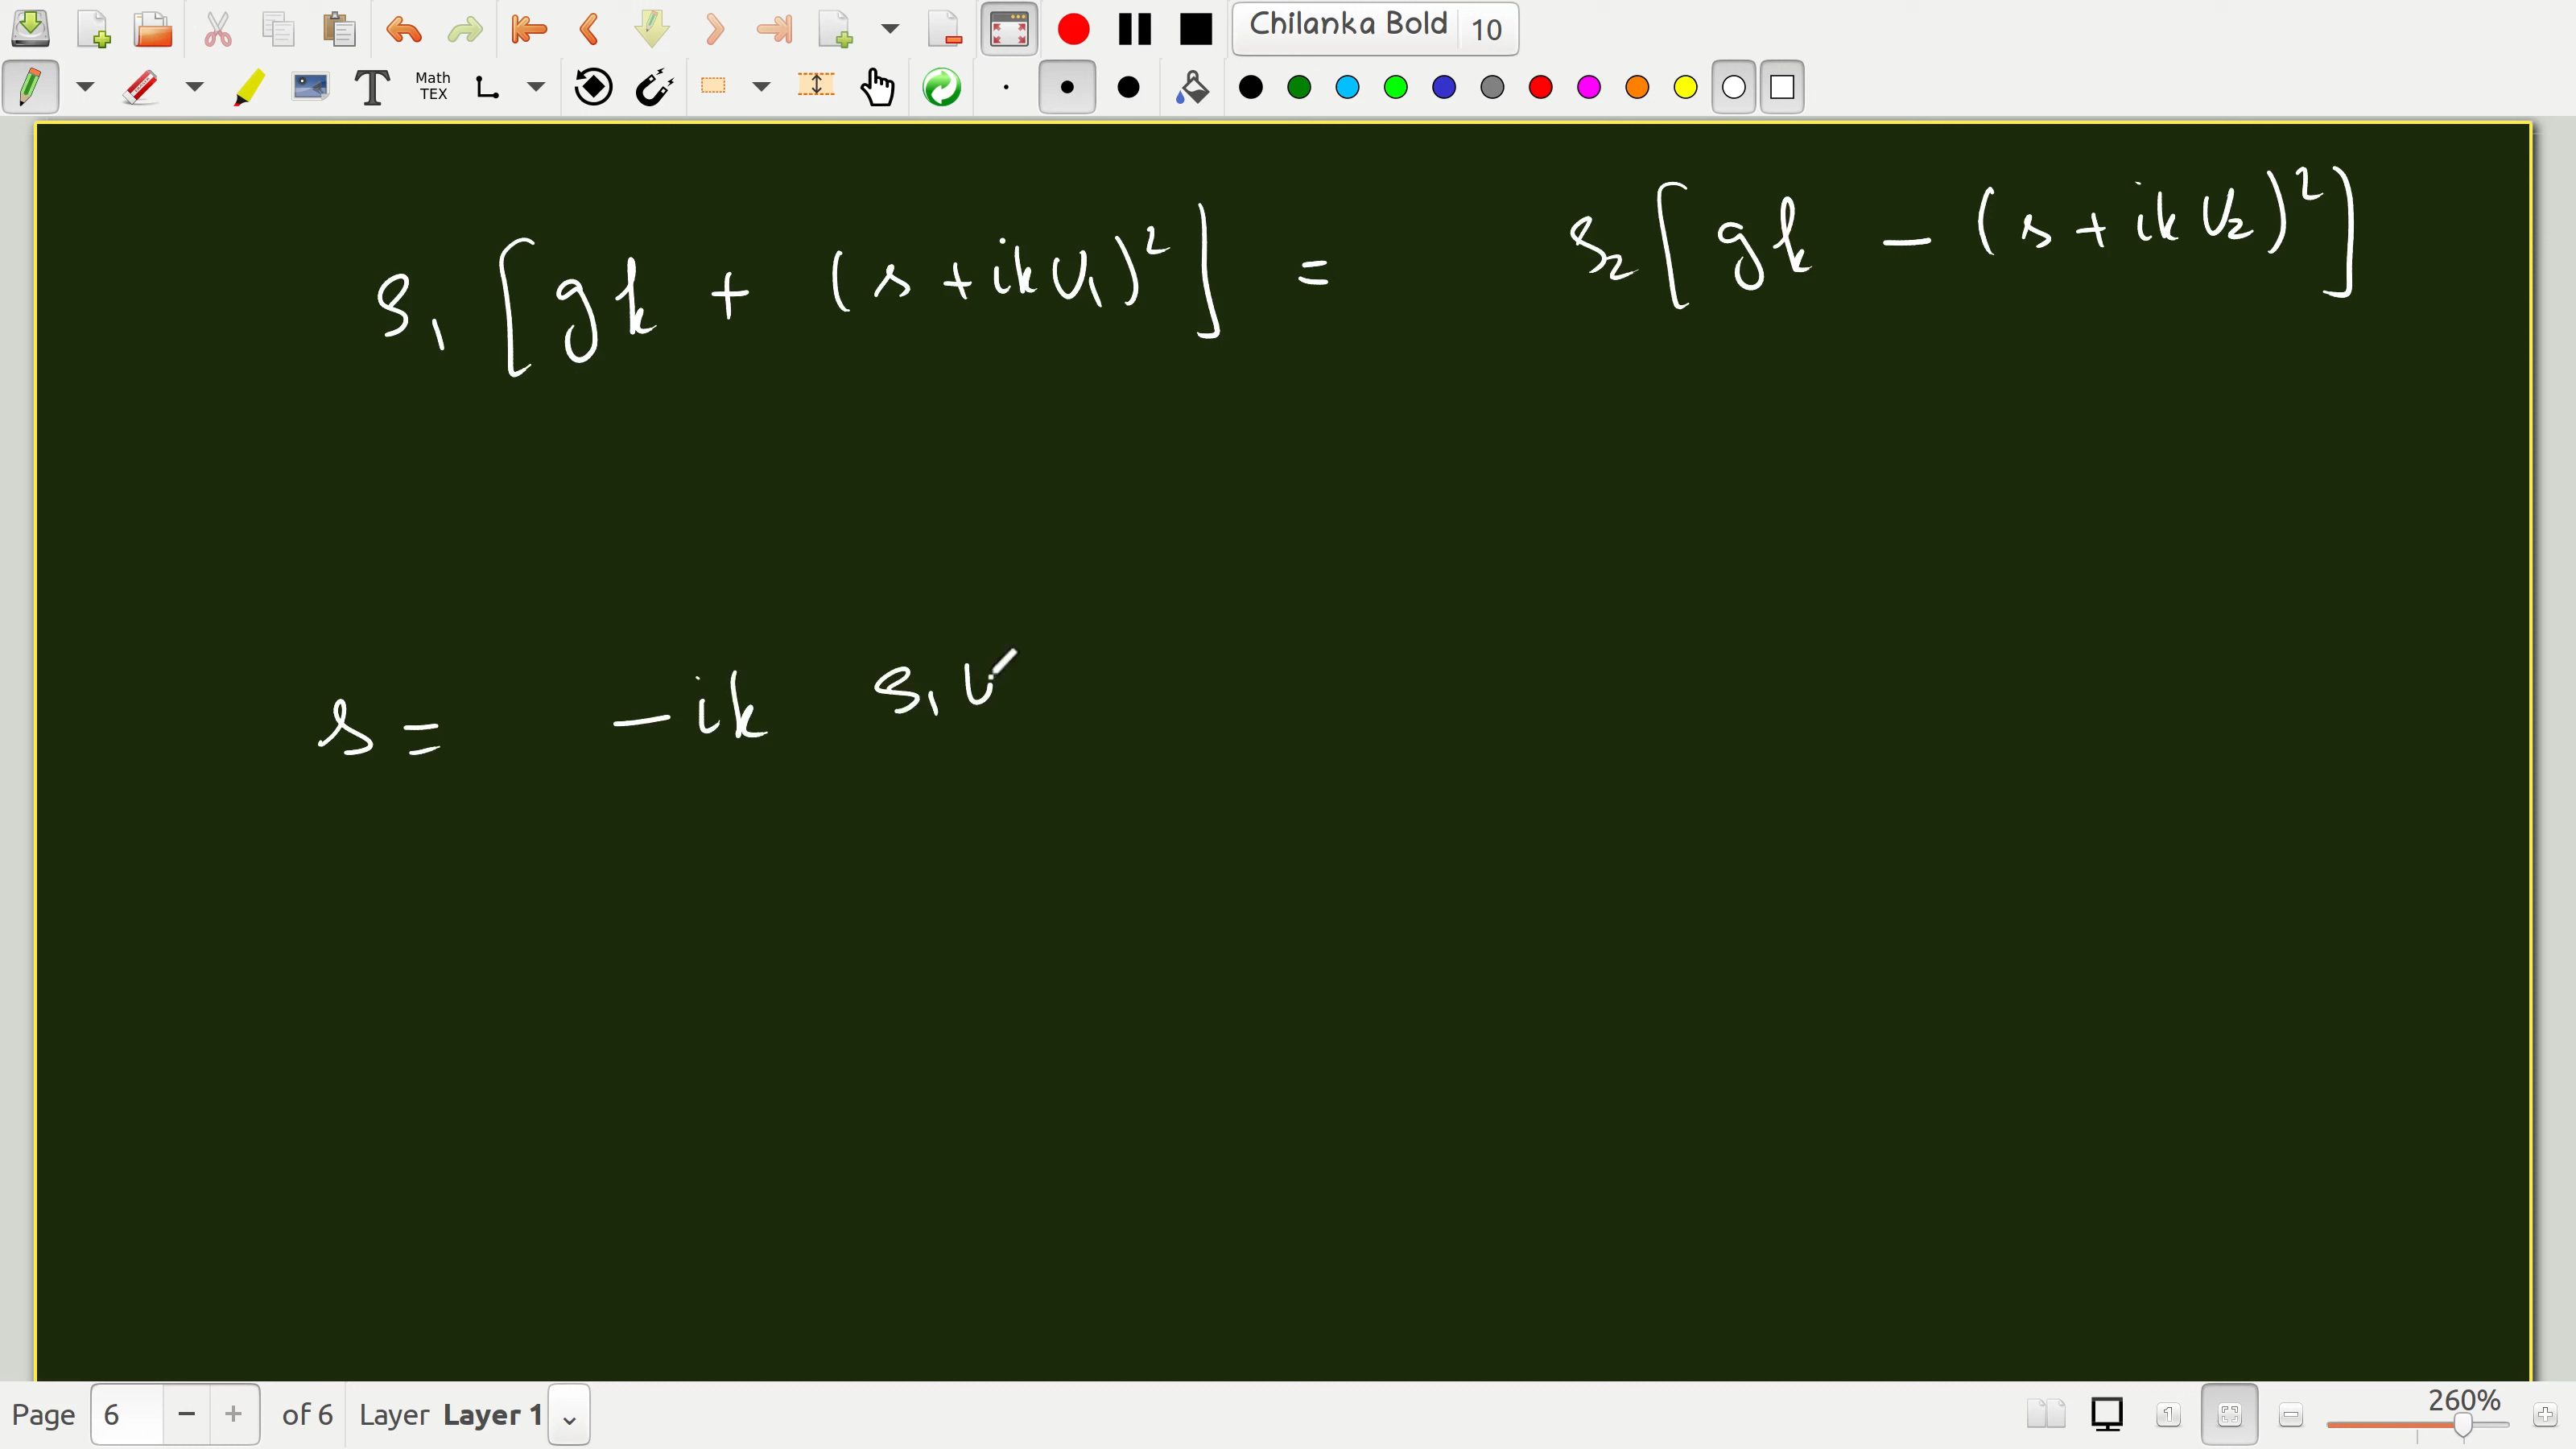 Chilanka Bold 10
Math
TEX
ρ₁ [gk + (s + ikU₁)²] = ρ₂ [gk − (s + ikU₂)²]
s = − ik ρ₁ U
Page 6 of 6 Layer Layer 1 260%